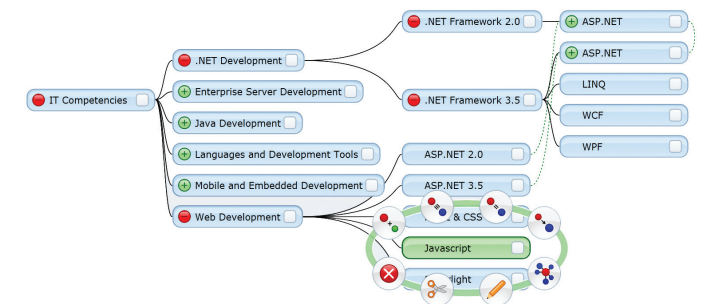 .NET Framework 2.0
ASP.NET
.NET Development
ASP.NET
Enterprise Server Development
LINQ
IT Competencies
.NET Framework 3.5
Java Development
WCF
Languages and Development Tools
ASP.NET 2.0
WPF
Mobile and Embedded Development
ASP.NET 3.5
Web Development
& CSS
Javascript